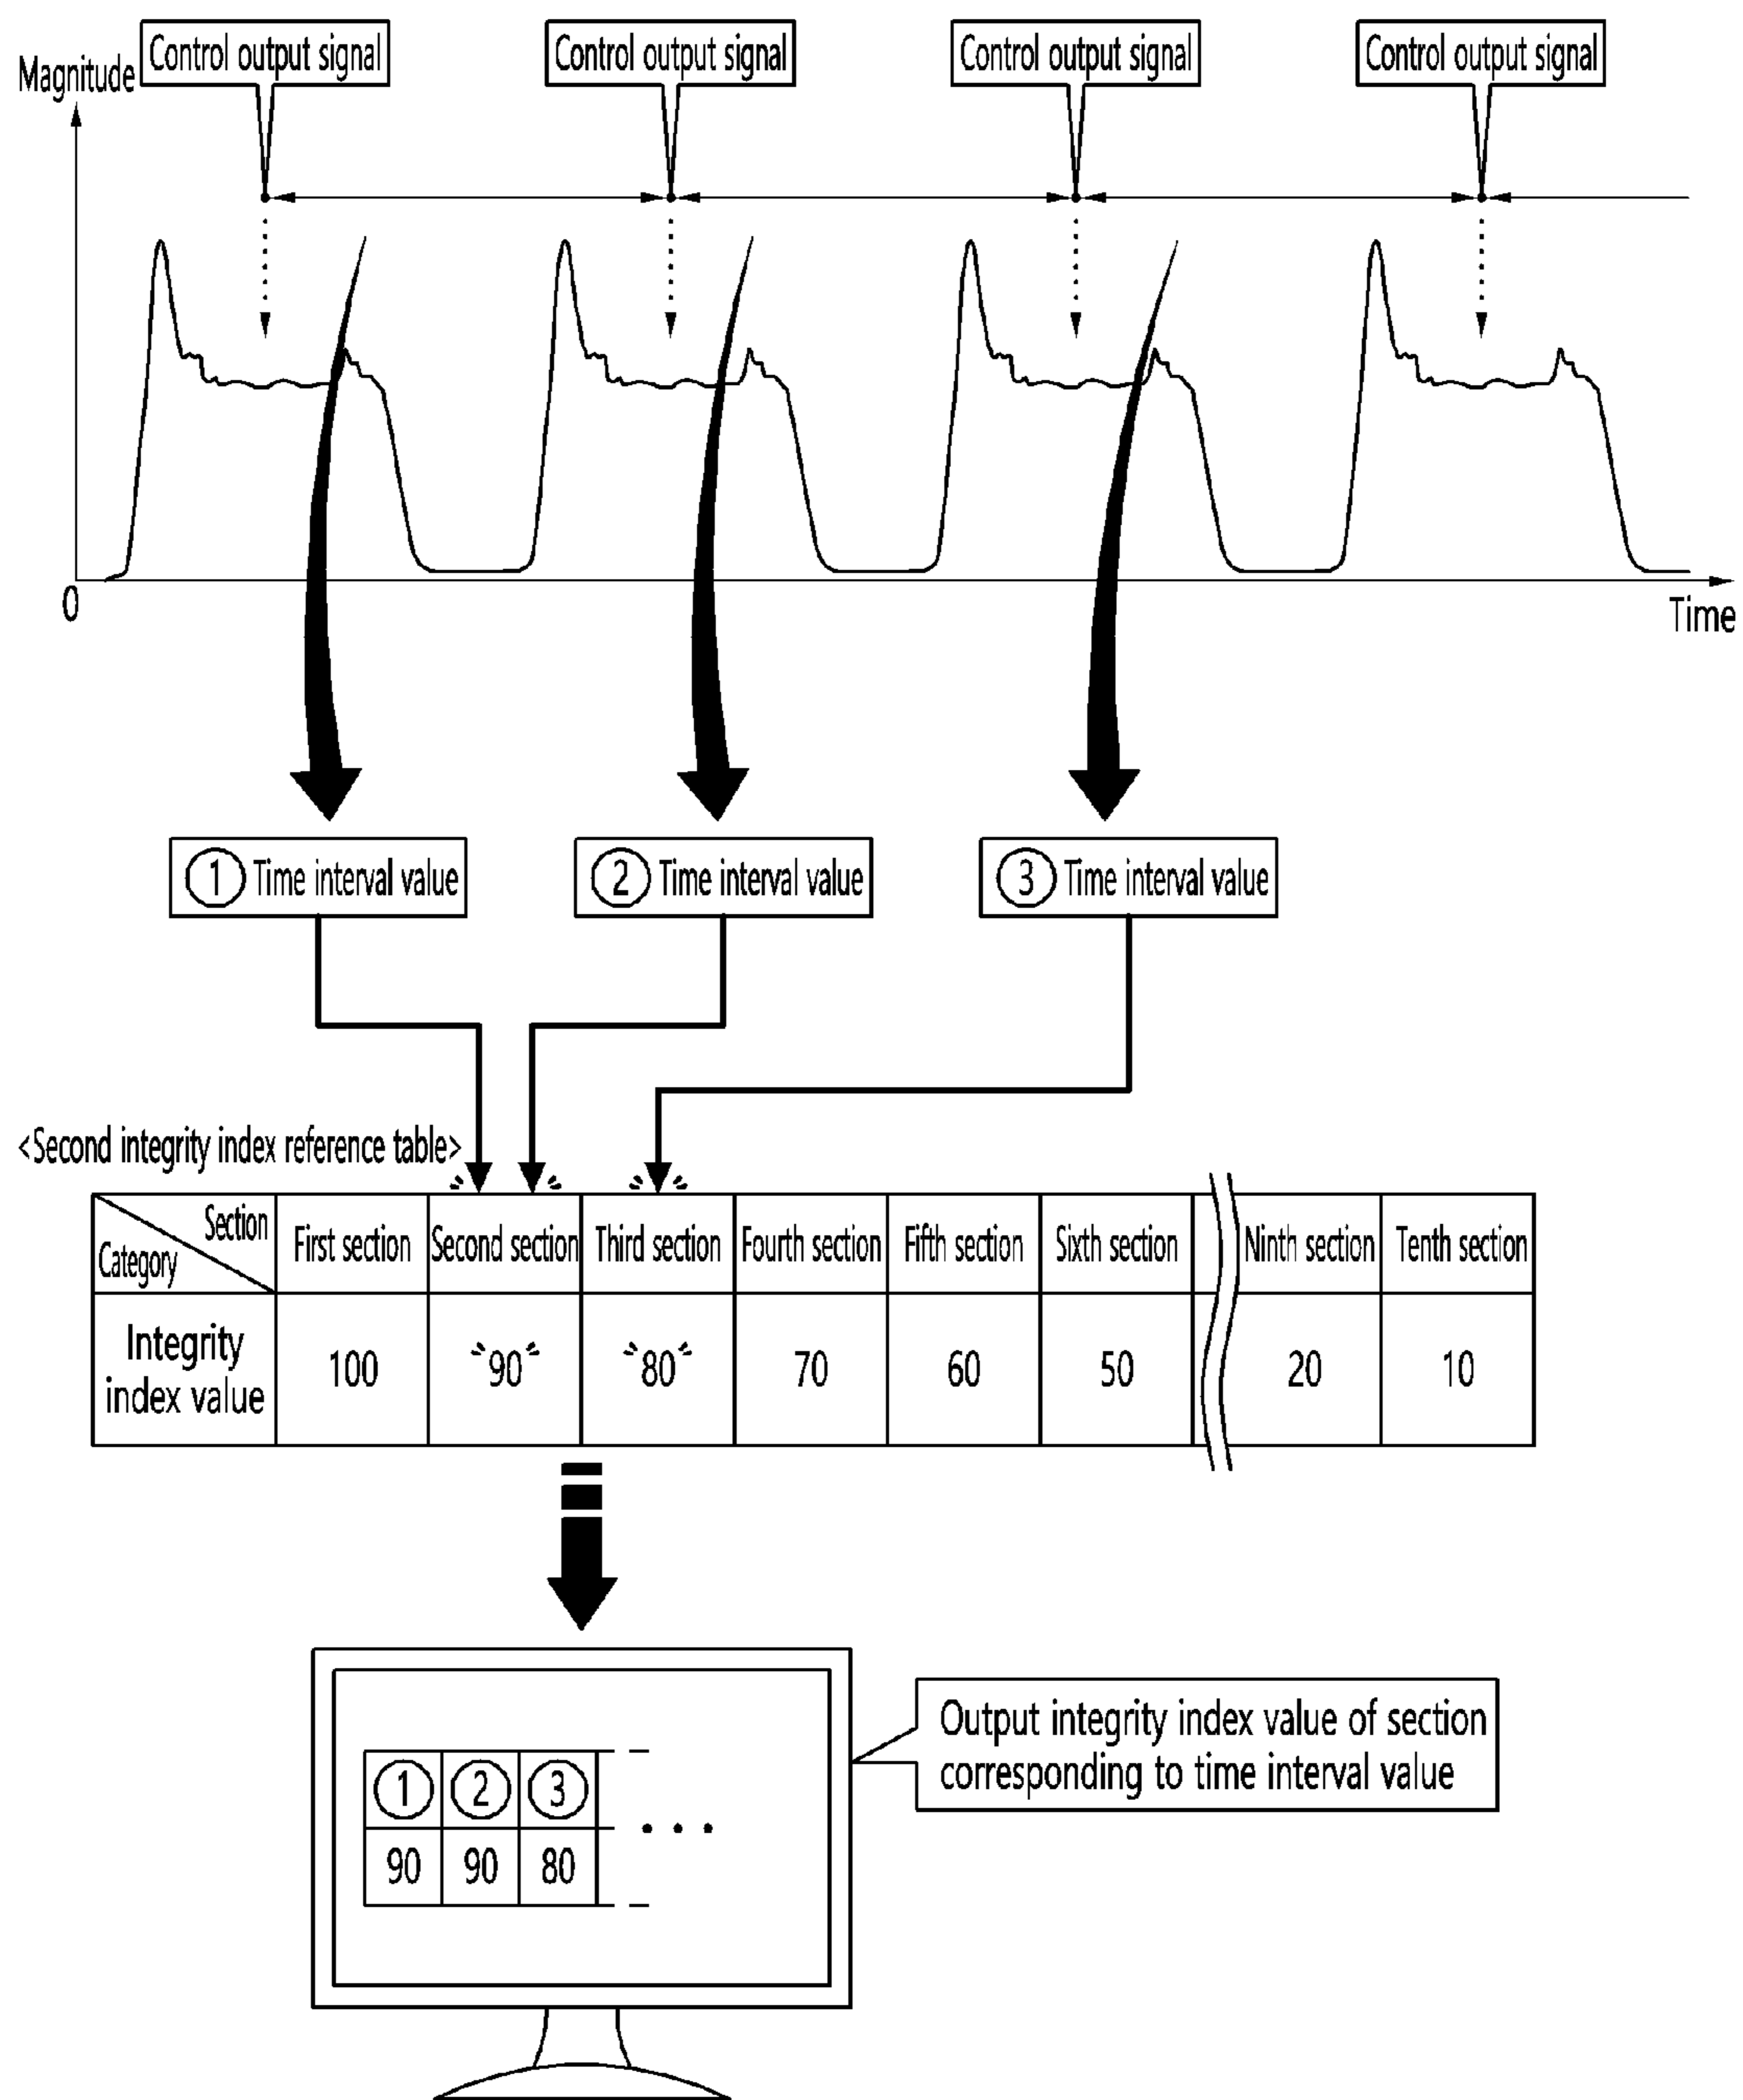 Control output signal
Control output signal
Control output signal
Control output signal
Magnitude
0
Time
① Time interval value
② Time interval value
③ Time interval value
<Second integrity index reference table>
Section
Category
First section
Second section
Third section
Fourth section
Fifth section
Sixth section
Ninth section
Tenth section
Integrity
index value
100
90
80
70
60
50
20
10
Output integrity index value of section
corresponding to time interval value
① ② ③
90 90 80